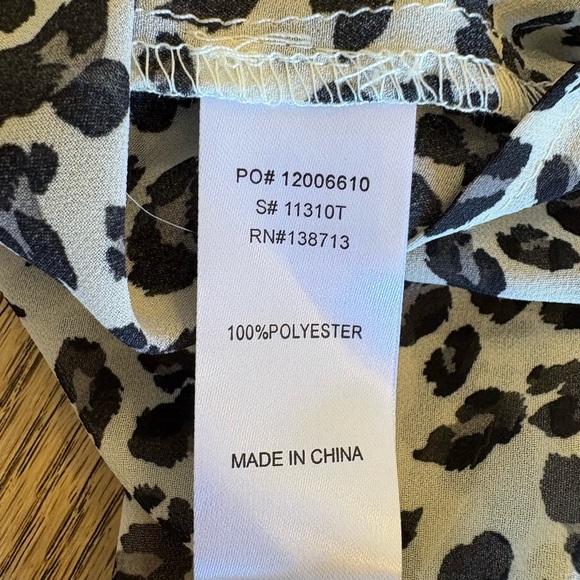 PO# 12006610
S# 11310T
RN#138713
100%POLYESTER
MADE IN CHINA